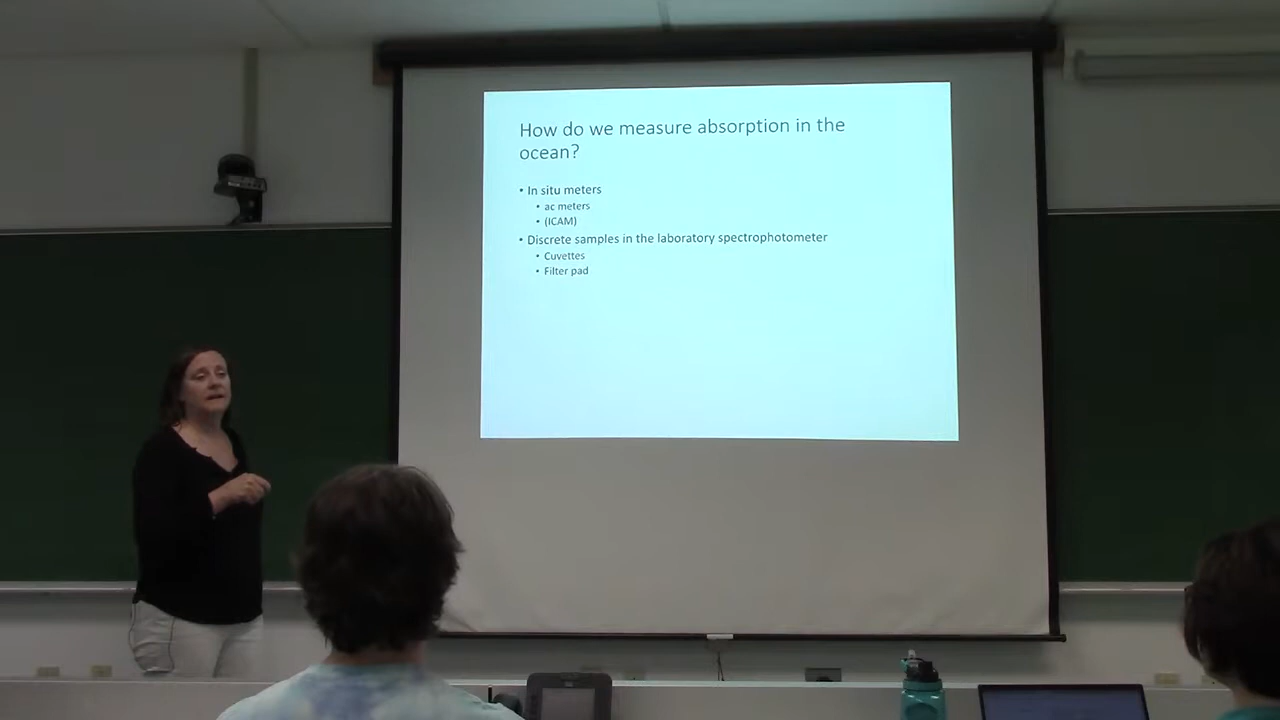 How do we measure absorption in the
ocean?
• In situ meters
• ac meters
• (ICAM)
• Discrete samples in the laboratory spectrophotometer
• Cuvettes
• Filter pad